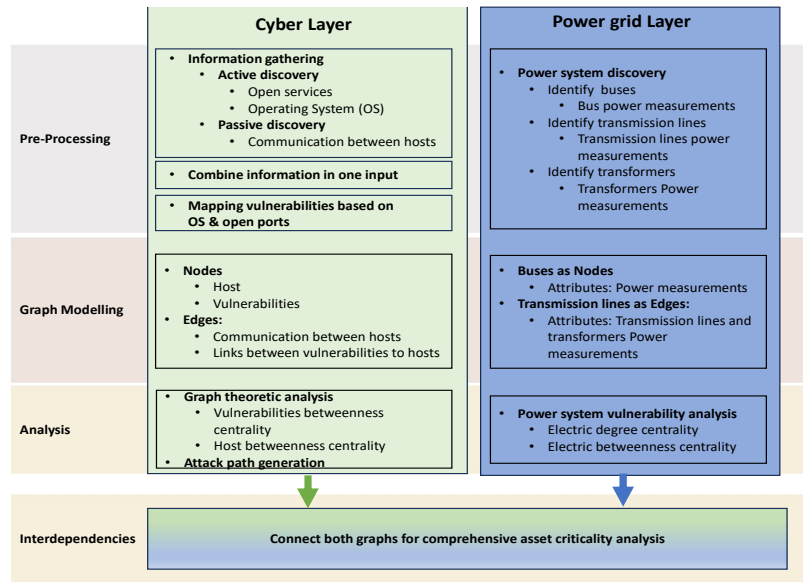 Cyber Layer
Power grid Layer
Pre-Processing
• Information gathering
• Active discovery
• Open services
• Operating System (OS)
• Passive discovery
• Communication between hosts
• Combine information in one input
• Mapping vulnerabilities based on
OS & open ports
• Power system discovery
• Identify buses
• Bus power measurements
• Identify transmission lines
• Transmission lines power
measurements
• Identify transformers
• Transformers Power
measurements
Graph Modelling
• Nodes
• Host
• Vulnerabilities
• Edges:
• Communication between hosts
• Links between vulnerabilities to hosts
• Buses as Nodes
• Attributes: Power measurements
• Transmission lines as Edges:
• Attributes: Transmission lines and
transformers Power
measurements
Analysis
• Graph theoretic analysis
• Vulnerabilities betweenness
centrality
• Host betweenness centrality
• Attack path generation
• Power system vulnerability analysis
• Electric degree centrality
• Electric betweenness centrality
Interdependencies
Connect both graphs for comprehensive asset criticality analysis